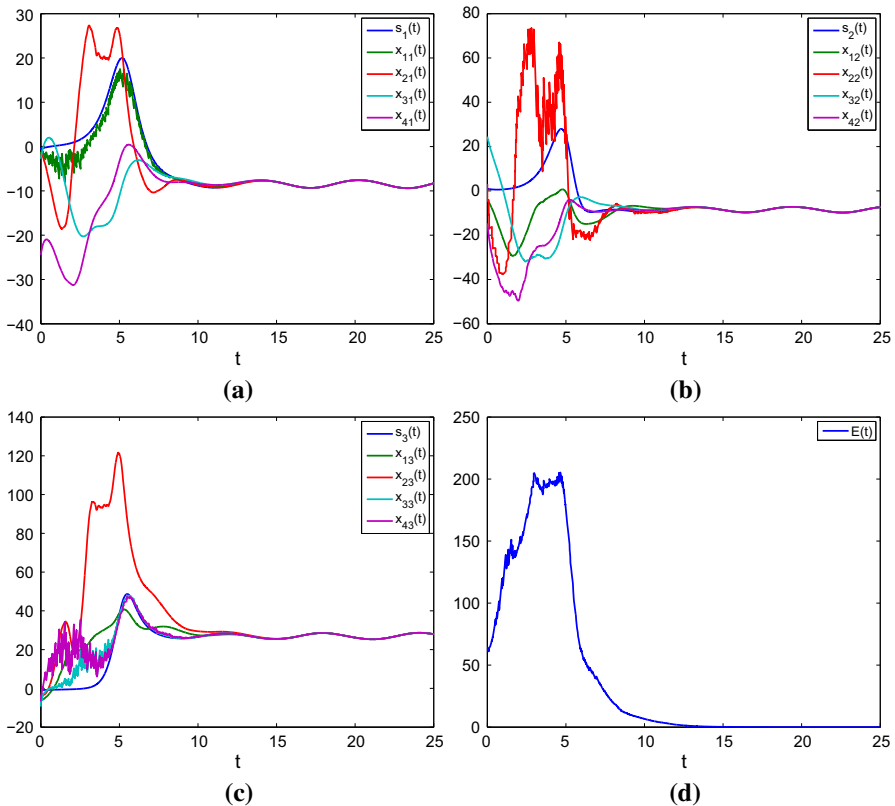 30
20
10
0
−10
−20
−30
−40
0 5 10 15 20 25
t
s1(t)
x11(t)
x21(t)
x31(t)
x41(t)
(a)
80
60
40
20
0
−20
−40
−60
0 5 10 15 20 25
t
s2(t)
x12(t)
x22(t)
x32(t)
x42(t)
(b)
140
120
100
80
60
40
20
0
−20
0 5 10 15 20 25
t
s3(t)
x13(t)
x23(t)
x33(t)
x43(t)
(c)
250
200
150
100
50
0
0 5 10 15 20 25
t
E(t)
(d)